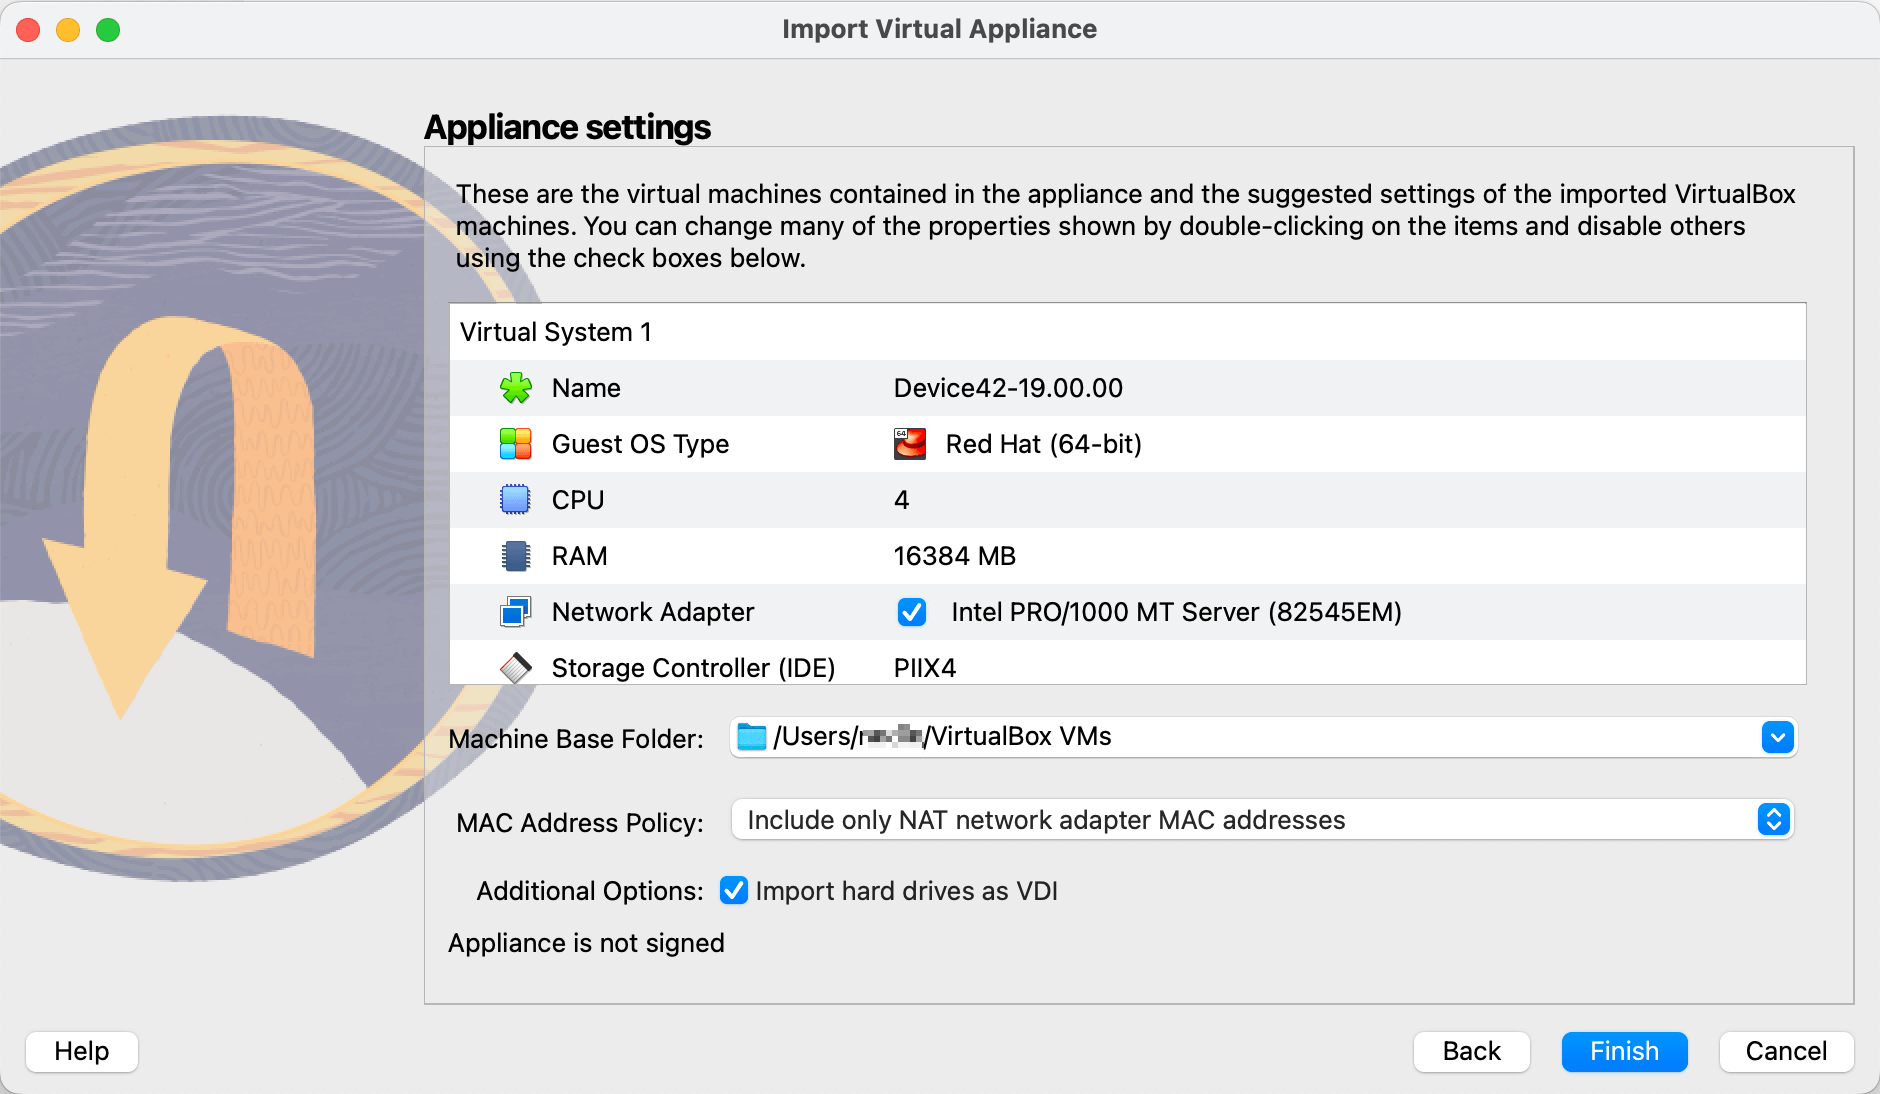 Import Virtual Appliance
Appliance settings
These are the virtual machines contained in the appliance and the suggested settings of the imported VirtualBox
machines. You can change many of the properties shown by double-clicking on the items and disable others
using the check boxes below.
Virtual System 1
Name Device42-19.00.00
Guest OS Type 64 Red Hat (64-bit)
CPU 4
RAM 16384 MB
Network Adapter Intel PRO/1000 MT Server (82545EM)
Storage Controller (IDE) PIIX4
Machine Base Folder: /Users/ /VirtualBox VMs
MAC Address Policy: Include only NAT network adapter MAC addresses
Additional Options: Import hard drives as VDI
Appliance is not signed
Help Back Finish Cancel